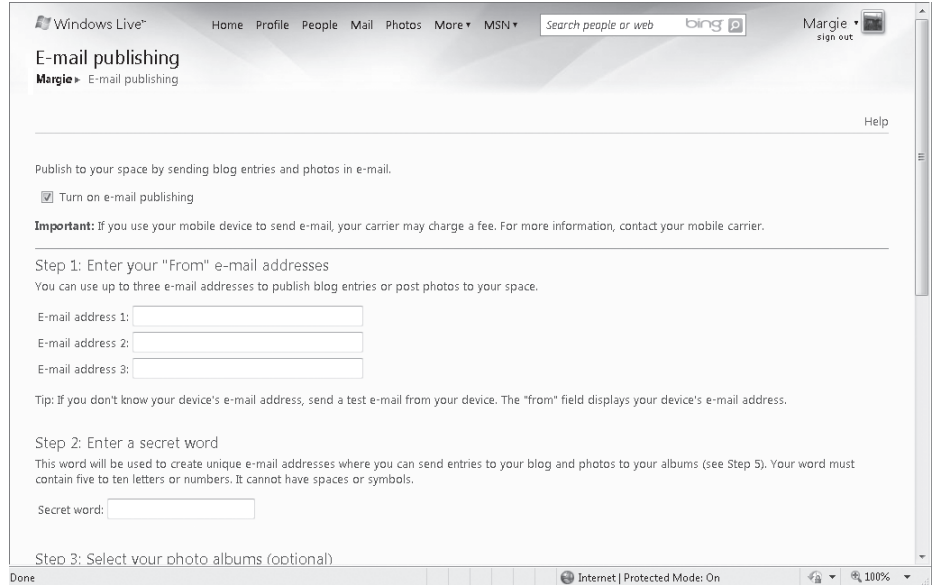 Windows Live™ Home Profile People Mail Photos More ▾ MSN ▾ Search people or web bing Margie ▾
sign out
E-mail publishing
Margie ▸ E-mail publishing
Help
Publish to your space by sending blog entries and photos in e-mail.
Turn on e-mail publishing
Important: If you use your mobile device to send e-mail, your carrier may charge a fee. For more information, contact your mobile carrier.
Step 1: Enter your "From" e-mail addresses
You can use up to three e-mail addresses to publish blog entries or post photos to your space.
E-mail address 1:
E-mail address 2:
E-mail address 3:
Tip: If you don't know your device's e-mail address, send a test e-mail from your device. The "from" field displays your device's e-mail address.
Step 2: Enter a secret word
This word will be used to create unique e-mail addresses where you can send entries to your blog and photos to your albums (see Step 5). Your word must
contain five to ten letters or numbers. It cannot have spaces or symbols.
Secret word:
Step 3: Select your photo albums (optional)
Done Internet | Protected Mode: On 100%